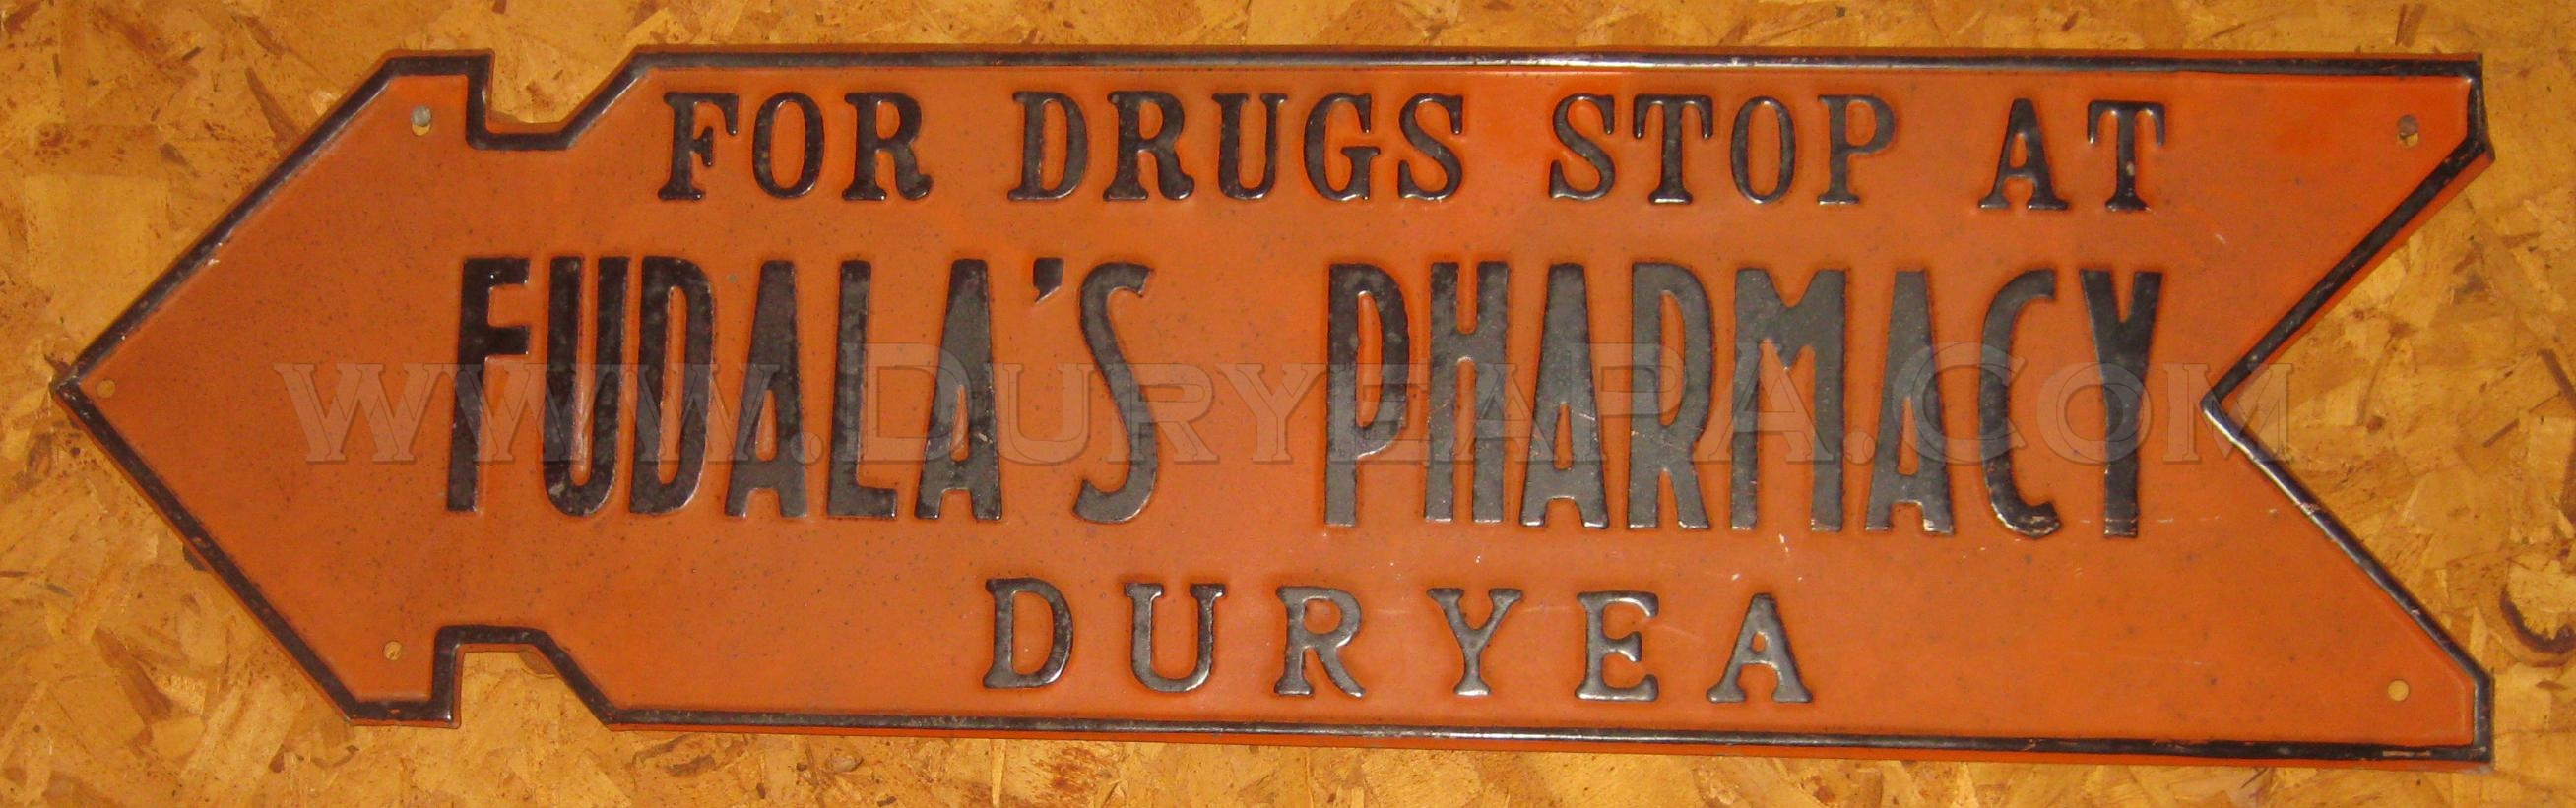 FOR DRUGS STOP AT
FUDALA'S PHARMACY
www.DuryeaPA.Com
DURYEA